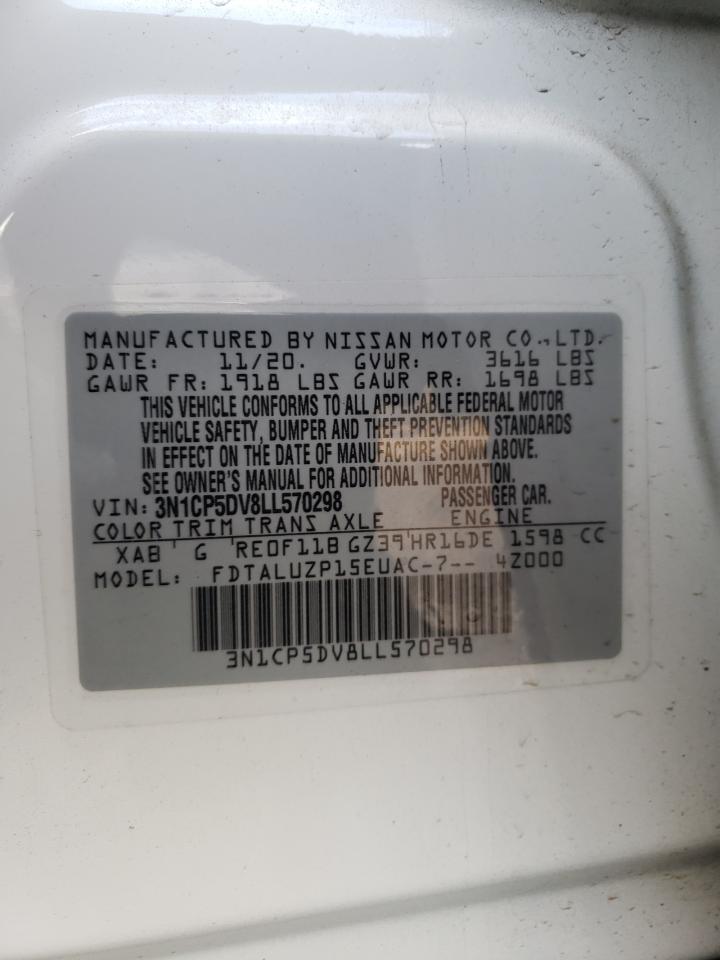 MANUFACTURED BY NISSAN MOTOR CO.,LTD.
DATE: 11/20. GVWR: 3616 LBS
GAWR FR: 1918 LBS GAWR RR: 1698 LBS
THIS VEHICLE CONFORMS TO ALL APPLICABLE FEDERAL MOTOR
VEHICLE SAFETY, BUMPER AND THEFT PREVENTION STANDARDS
IN EFFECT ON THE DATE OF MANUFACTURE SHOWN ABOVE.
SEE OWNER'S MANUAL FOR ADDITIONAL INFORMATION.
VIN: 3N1CP5DV8LL570298 PASSENGER CAR.
COLOR TRIM TRANS AXLE ENGINE
XAB ' G 'RE0F11B GZ39'HR16DE 1598 CC
MODEL: FDTALUZP15EUAC-7-- 4Z000
3N1CP5DV8LL570298